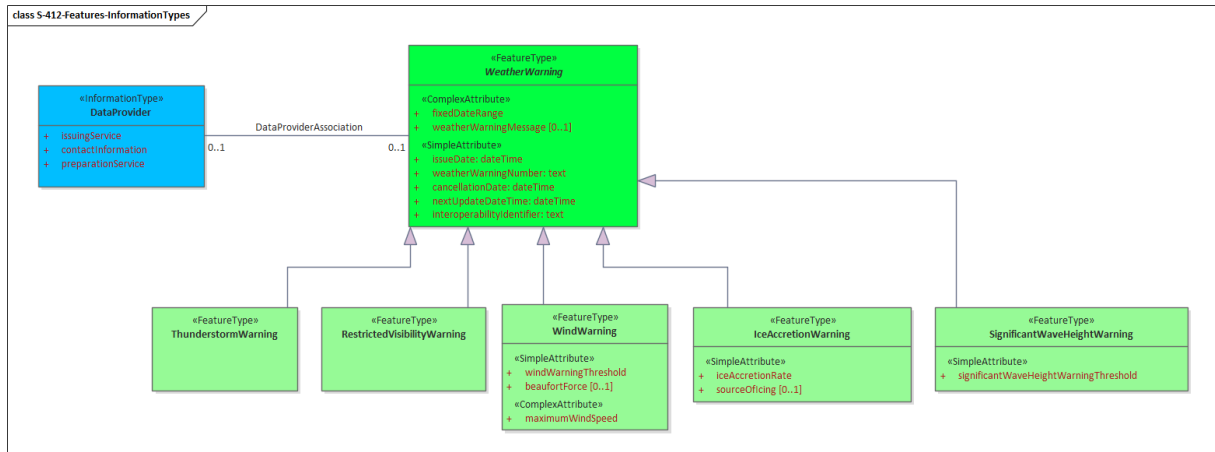 class S-412-Features-InformationTypes
«FeatureType»
WeatherWarning
«ComplexAttribute»
+ fixedDateRange
+ weatherWarningMessage [0..1]
«SimpleAttribute»
+ issueDate: dateTime
+ weatherWarningNumber: text
+ cancellationDate: dateTime
+ nextUpdateDateTime: dateTime
+ interoperabilityIdentifier: text
«InformationType»
DataProvider
+ issuingService
+ contactInformation
+ preparationService
DataProviderAssociation
0..1
0..1
«FeatureType»
ThunderstormWarning
«FeatureType»
RestrictedVisibilityWarning
«FeatureType»
WindWarning
«SimpleAttribute»
+ windWarningThreshold
+ beaufortForce [0..1]
«ComplexAttribute»
+ maximumWindSpeed
«FeatureType»
IceAccretionWarning
«SimpleAttribute»
+ iceAccretionRate
+ sourceOfIcing [0..1]
«FeatureType»
SignificantWaveHeightWarning
«SimpleAttribute»
+ significantWaveHeightWarningThreshold